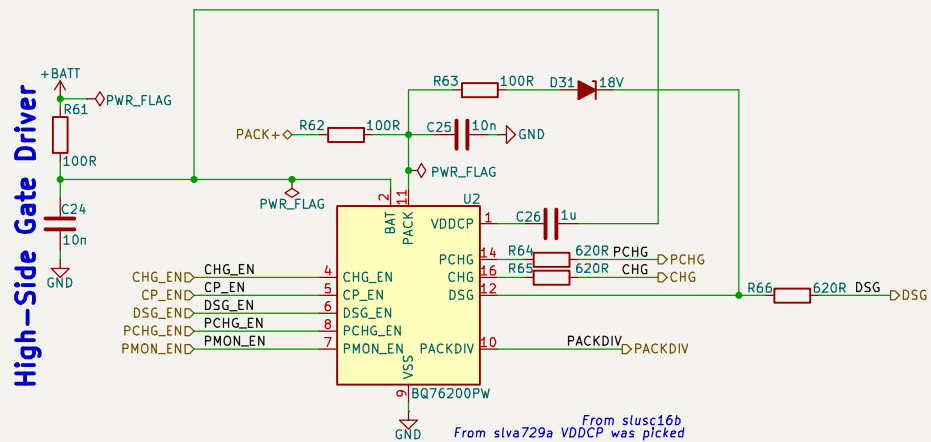 High-Side Gate Driver
+BATT
PWR_FLAG
R61
100R
C24
10n
GND
PWR_FLAG
PACK+
R62
100R
R63
100R
D31
18V
C25
10n
GND
PWR_FLAG
U2
2
BAT
11
PACK
VDDCP
1
C26
1u
PCHG
14
R64
620R
PCHG
PCHG
CHG
16
R65
620R
CHG
CHG
DSG
12
R66
620R
DSG
DSG
PACKDIV
10
PACKDIV
PACKDIV
CHG_EN
CHG_EN
4
CHG_EN
CP_EN
CP_EN
5
CP_EN
DSG_EN
DSG_EN
6
DSG_EN
PCHG_EN
PCHG_EN
8
PCHG_EN
PMON_EN
PMON_EN
7
PMON_EN
VSS
9
BQ76200PW
GND
From slusc16b
From slva729a VDDCP was picked